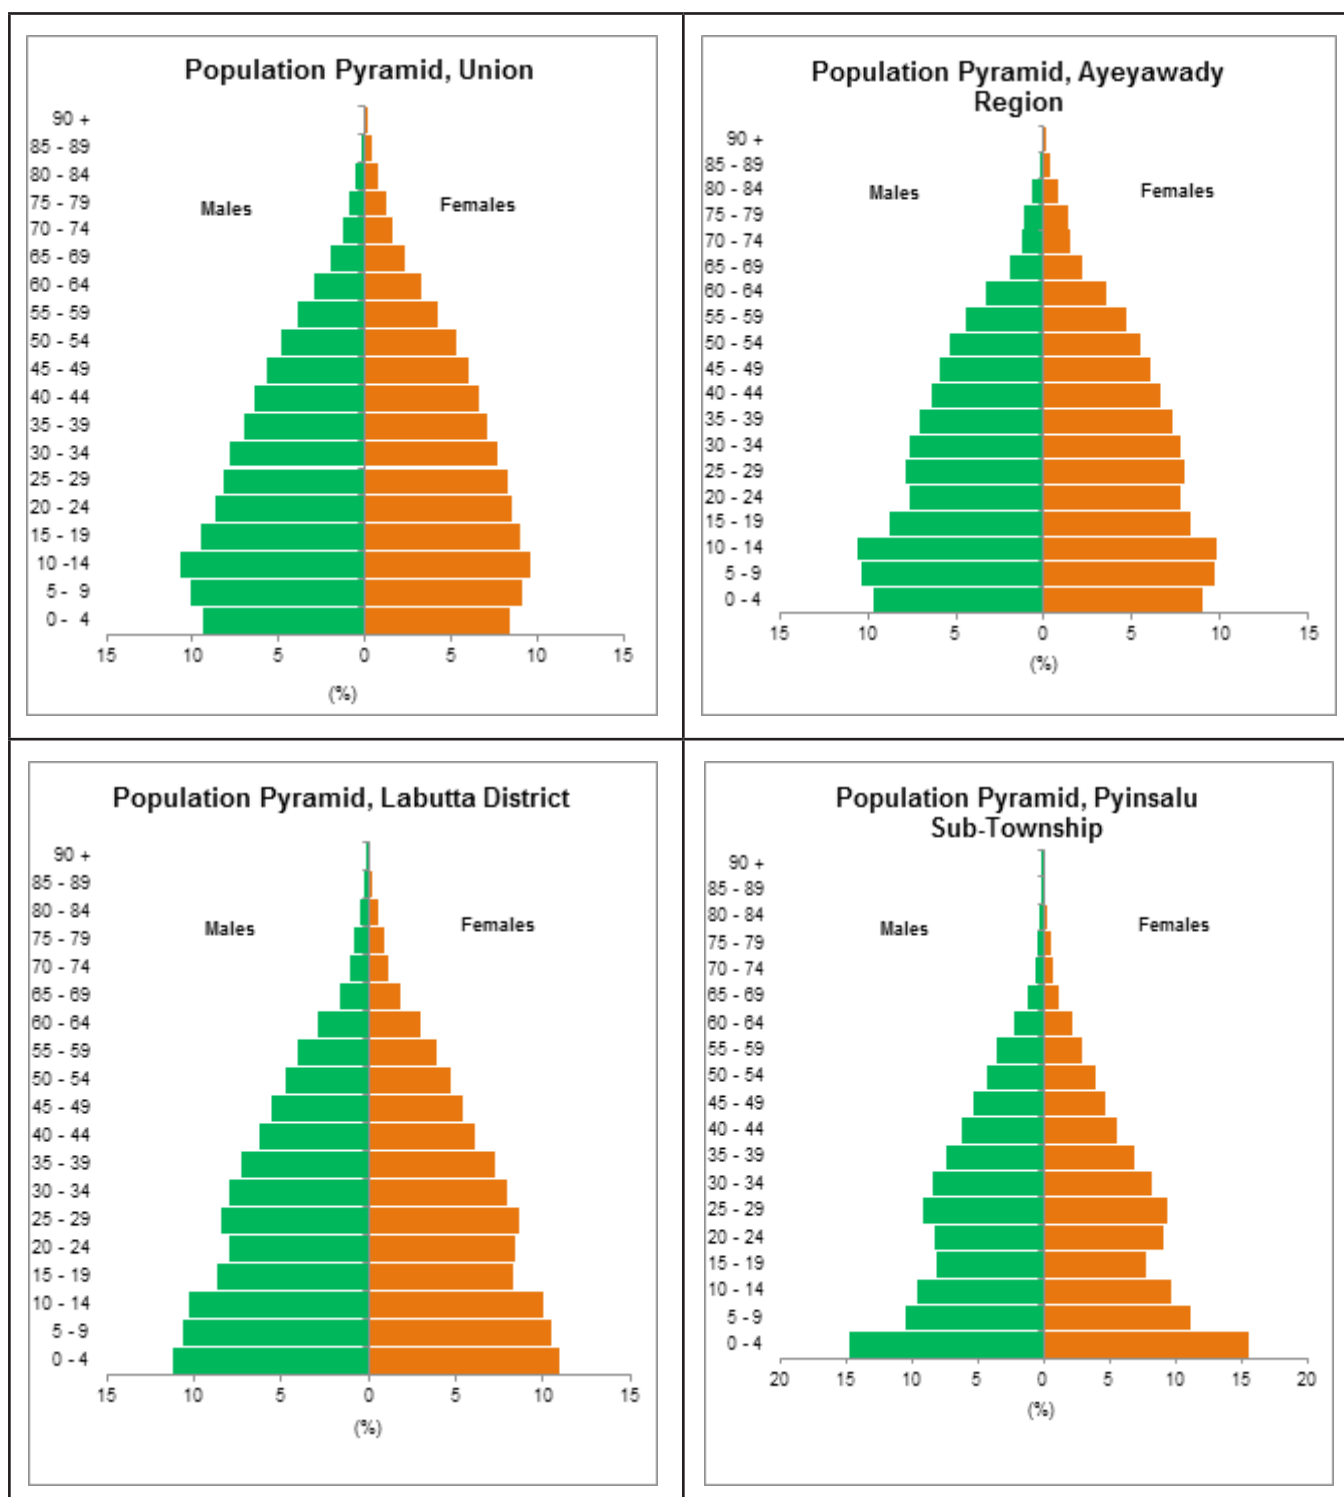 Population Pyramid, Union
90 +
85 - 89
80 - 84
75 - 79
70 - 74
65 - 69
60 - 64
55 - 59
50 - 54
45 - 49
40 - 44
35 - 39
30 - 34
25 - 29
20 - 24
15 - 19
10 -14
5 - 9
0 - 4
Males
Females
15 10 5 0 5 10 15
(%)
Population Pyramid, Ayeyawady
Region
90 +
85 - 89
80 - 84
75 - 79
70 - 74
65 - 69
60 - 64
55 - 59
50 - 54
45 - 49
40 - 44
35 - 39
30 - 34
25 - 29
20 - 24
15 - 19
10 - 14
5 - 9
0 - 4
Males
Females
15 10 5 0 5 10 15
(%)
Population Pyramid, Labutta District
90 +
85 - 89
80 - 84
75 - 79
70 - 74
65 - 69
60 - 64
55 - 59
50 - 54
45 - 49
40 - 44
35 - 39
30 - 34
25 - 29
20 - 24
15 - 19
10 - 14
5 - 9
0 - 4
Males
Females
15 10 5 0 5 10 15
(%)
Population Pyramid, Pyinsalu
Sub-Township
90 +
85 - 89
80 - 84
75 - 79
70 - 74
65 - 69
60 - 64
55 - 59
50 - 54
45 - 49
40 - 44
35 - 39
30 - 34
25 - 29
20 - 24
15 - 19
10 - 14
5 - 9
0 - 4
Males
Females
20 15 10 5 0 5 10 15 20
(%)